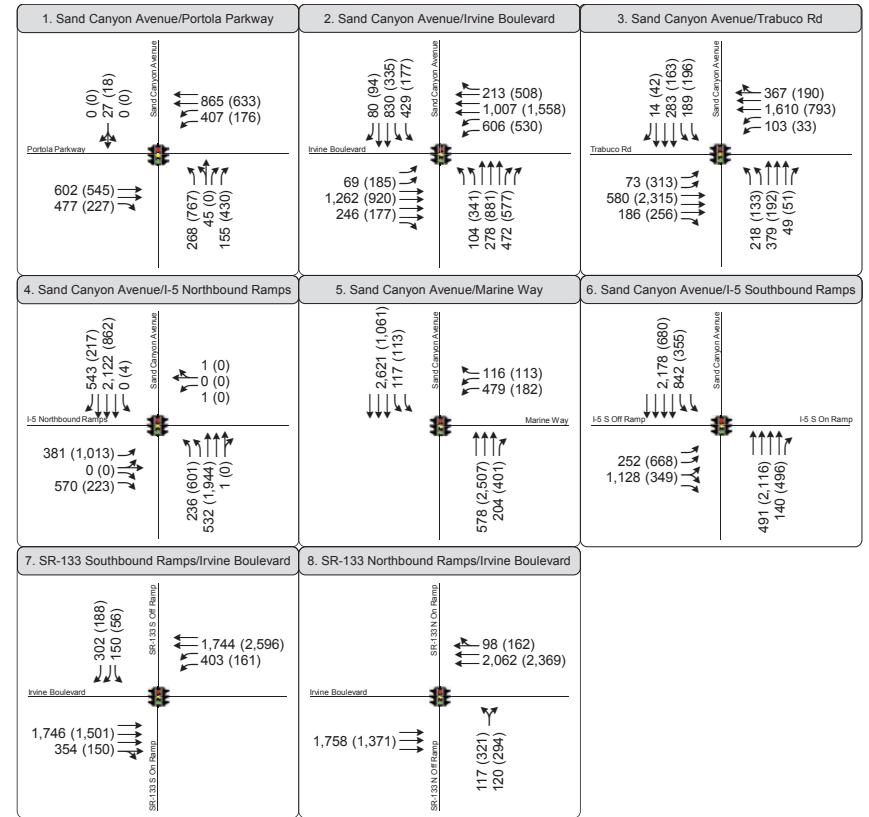 1. Sand Canyon Avenue/Portola Parkway
0 (0)
27 (18)
0 (0)
Sand Canyon Avenue
865 (633)
407 (176)
Portola Parkway
602 (545)
477 (227)
268 (767)
45 (0)
155 (430)
2. Sand Canyon Avenue/Irvine Boulevard
80 (94)
830 (335)
429 (177)
Sand Canyon Avenue
213 (508)
1,007 (1,558)
606 (530)
Irvine Boulevard
69 (185)
1,262 (920)
246 (177)
104 (341)
278 (881)
472 (577)
3. Sand Canyon Avenue/Trabuco Rd
14 (42)
283 (163)
189 (196)
Sand Canyon Avenue
367 (190)
1,610 (793)
103 (33)
Trabuco Rd
73 (313)
580 (2,315)
186 (256)
218 (133)
379 (192)
49 (51)
4. Sand Canyon Avenue/I-5 Northbound Ramps
543 (217)
2,122 (862)
0 (4)
Sand Canyon Avenue
1 (0)
0 (0)
1 (0)
I-5 Northbound Ramps
381 (1,013)
0 (0)
570 (223)
236 (601)
532 (1,944)
1 (0)
5. Sand Canyon Avenue/Marine Way
2,621 (1,061)
117 (113)
Sand Canyon Avenue
116 (113)
479 (182)
Marine Way
578 (2,507)
204 (401)
6. Sand Canyon Avenue/I-5 Southbound Ramps
2,178 (680)
842 (355)
Sand Canyon Avenue
I-5 S Off Ramp
I-5 S On Ramp
252 (668)
1,128 (349)
491 (2,116)
140 (496)
7. SR-133 Southbound Ramps/Irvine Boulevard
302 (188)
150 (56)
SR-133 S Off Ramp
1,744 (2,596)
403 (161)
Irvine Boulevard
1,746 (1,501)
354 (150)
SR-133 S On Ramp
8. SR-133 Northbound Ramps/Irvine Boulevard
SR-133 N On Ramp
98 (162)
2,062 (2,369)
Irvine Boulevard
1,758 (1,371)
SR-133 N Off Ramp
117 (321)
120 (294)